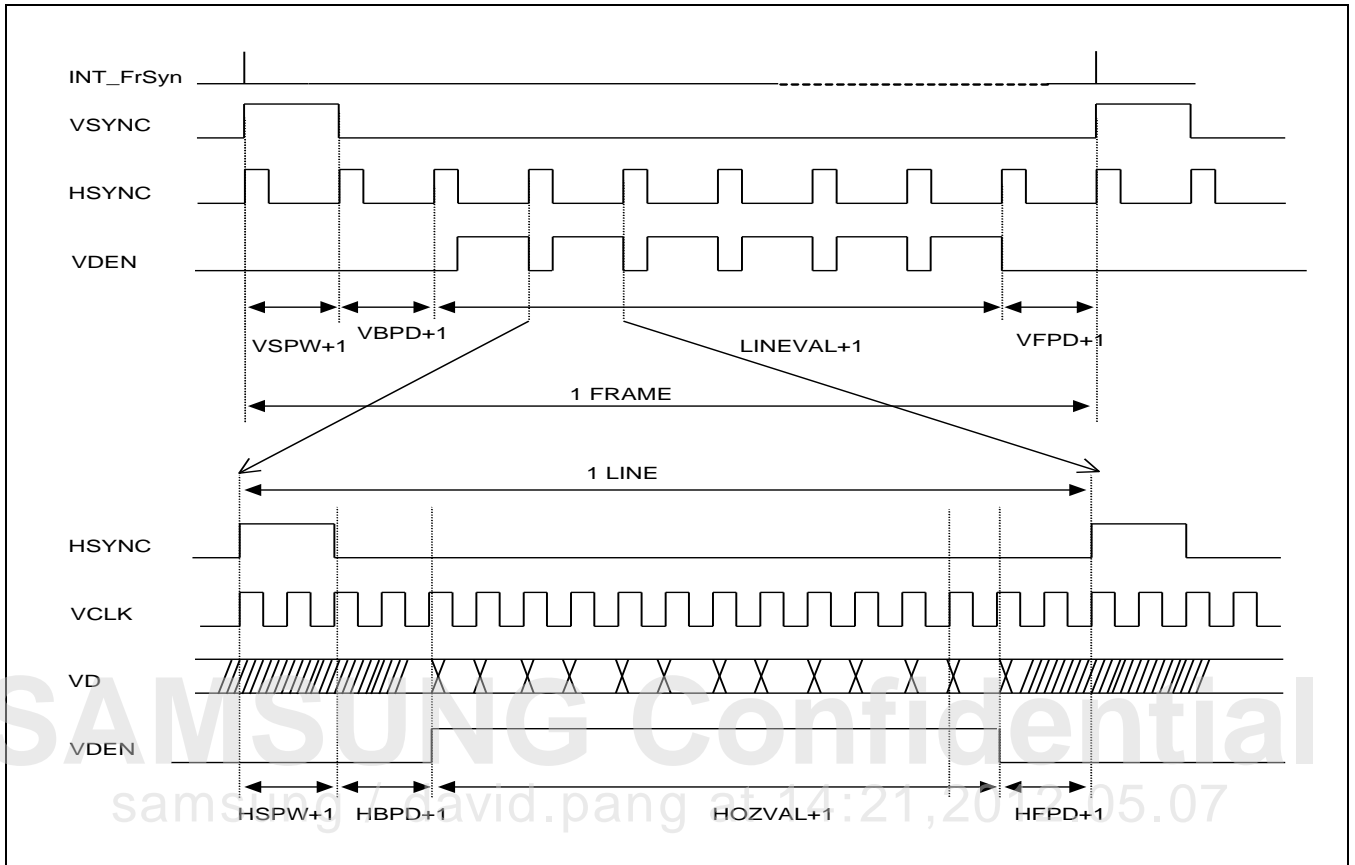 INT_FrSyn
VSYNC
HSYNC
VDEN
VSPW+1
VBPD+1
LINEVAL+1
VFPD+1
1 FRAME
1 LINE
HSYNC
VCLK
VD
SAMSUNG Confidential
VDEN
samsung / david.pang at 14:21,2012.05.07
HSPW+1
HBPD+1
HOZVAL+1
HFPD+1